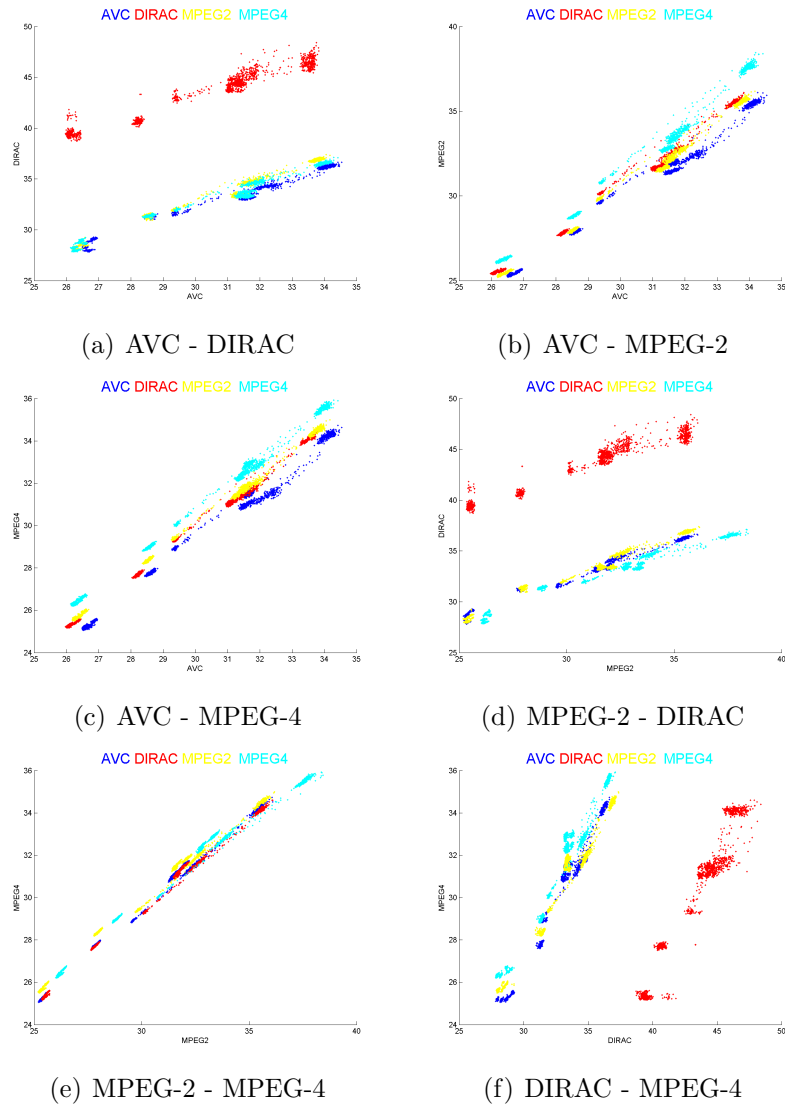 AVC DIRAC MPEG2 MPEG4
50
45
40
35
30
25
DIRAC
25 26 27 28 29 30 31 32 33 34 35
AVC
(a) AVC - DIRAC
AVC DIRAC MPEG2 MPEG4
40
35
30
25
MPEG2
25 26 27 28 29 30 31 32 33 34 35
AVC
(b) AVC - MPEG-2
AVC DIRAC MPEG2 MPEG4
36
34
32
30
28
26
24
MPEG4
25 26 27 28 29 30 31 32 33 34 35
AVC
(c) AVC - MPEG-4
AVC DIRAC MPEG2 MPEG4
50
45
40
35
30
25
DIRAC
25 30 35 40
MPEG2
(d) MPEG-2 - DIRAC
AVC DIRAC MPEG2 MPEG4
36
34
32
30
28
26
24
MPEG4
25 30 35 40
MPEG2
(e) MPEG-2 - MPEG-4
AVC DIRAC MPEG2 MPEG4
36
34
32
30
28
26
24
MPEG4
25 30 35 40 45 50
DIRAC
(f) DIRAC - MPEG-4